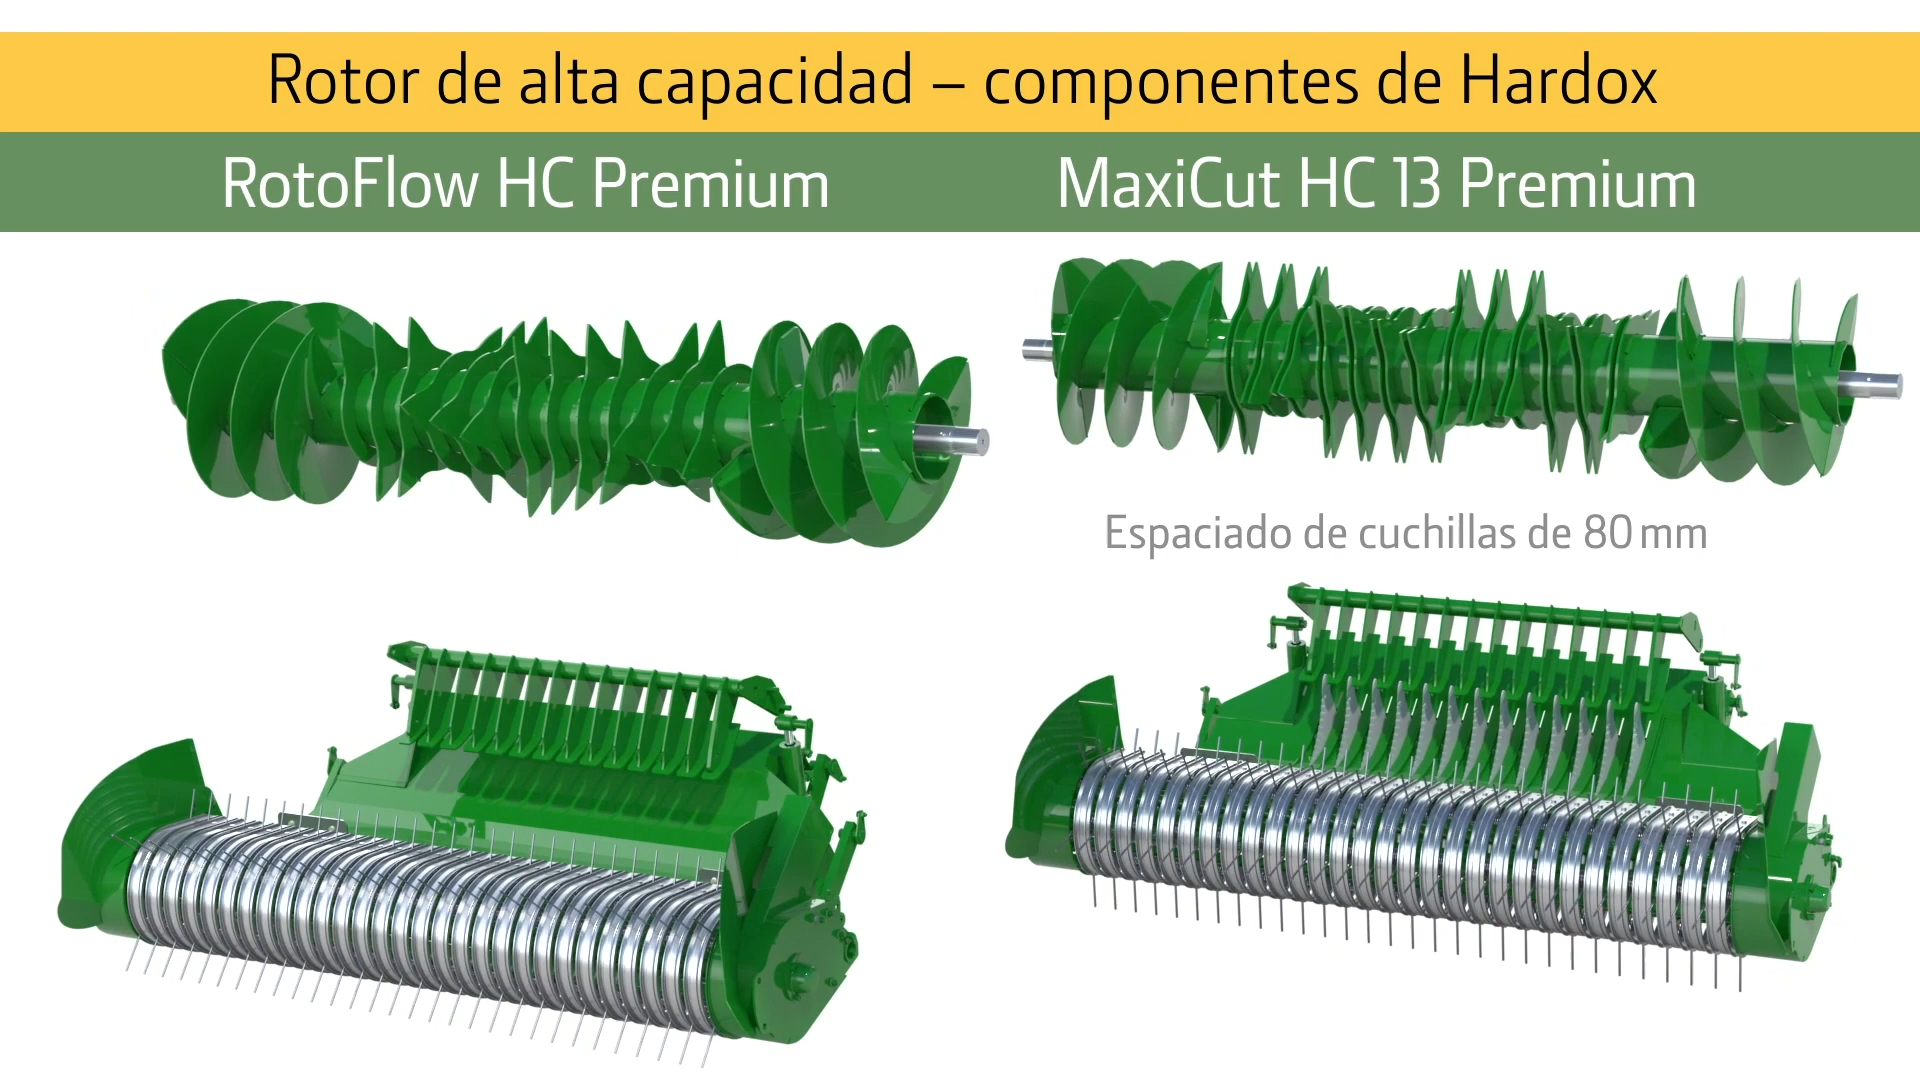 Rotor de alta capacidad – componentes de Hardox
RotoFlow HC Premium
MaxiCut HC 13 Premium
Espaciado de cuchillas de 80 mm